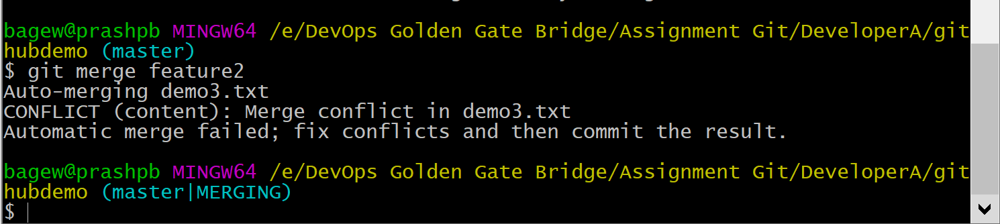 bagew@prashpb MINGW64 /e/DevOps Golden Gate Bridge/Assignment Git/DeveloperA/git
hubdemo (master)
$ git merge feature2
Auto-merging demo3.txt
CONFLICT (content): Merge conflict in demo3.txt
Automatic merge failed; fix conflicts and then commit the result.
bagew@prashpb MINGW64 /e/DevOps Golden Gate Bridge/Assignment Git/DeveloperA/git
hubdemo (master|MERGING)
$